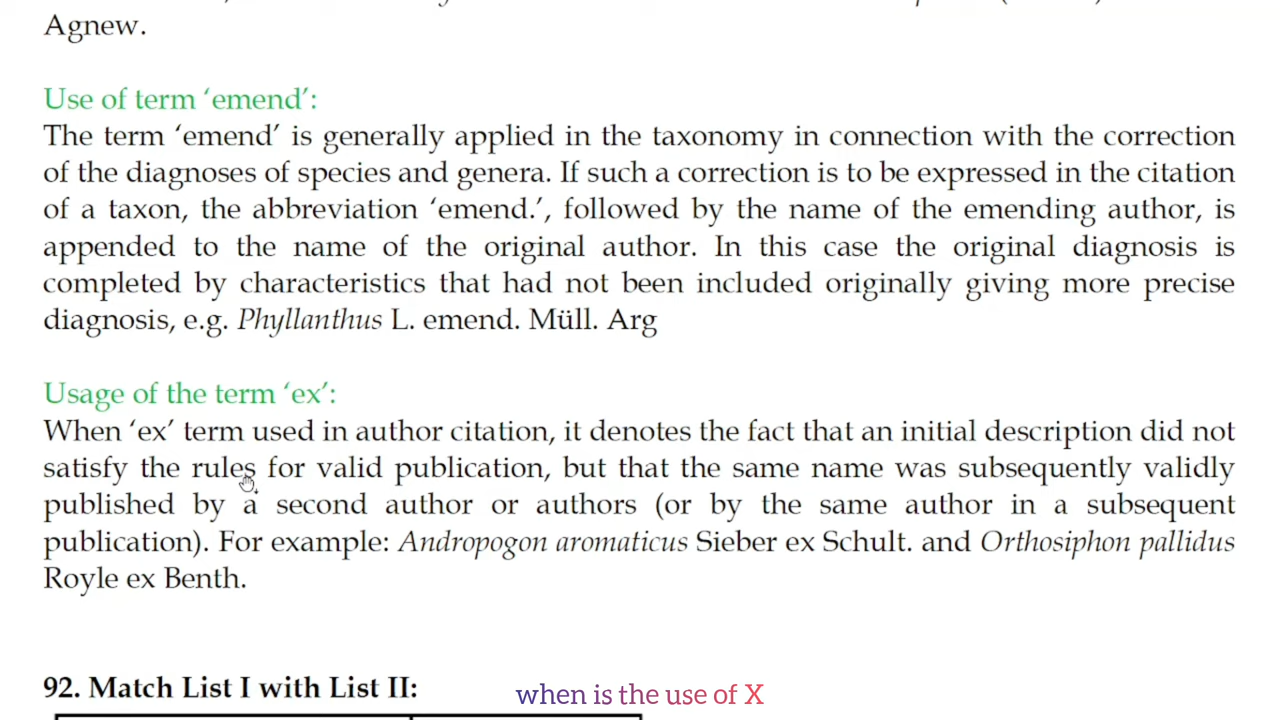 Agnew.
Use of term ‘emend’:
The term ‘emend’ is generally applied in the taxonomy in connection with the correction
of the diagnoses of species and genera. If such a correction is to be expressed in the citation
of a taxon, the abbreviation ‘emend.’, followed by the name of the emending author, is
appended to the name of the original author. In this case the original diagnosis is
completed by characteristics that had not been included originally giving more precise
diagnosis, e.g. Phyllanthus L. emend. Müll. Arg
Usage of the term ‘ex’:
When ‘ex’ term used in author citation, it denotes the fact that an initial description did not
satisfy the rules for valid publication, but that the same name was subsequently validly
published by a second author or authors (or by the same author in a subsequent
publication). For example: Andropogon aromaticus Sieber ex Schult. and Orthosiphon pallidus
Royle ex Benth.
92. Match List I with List II:
when is the use of X